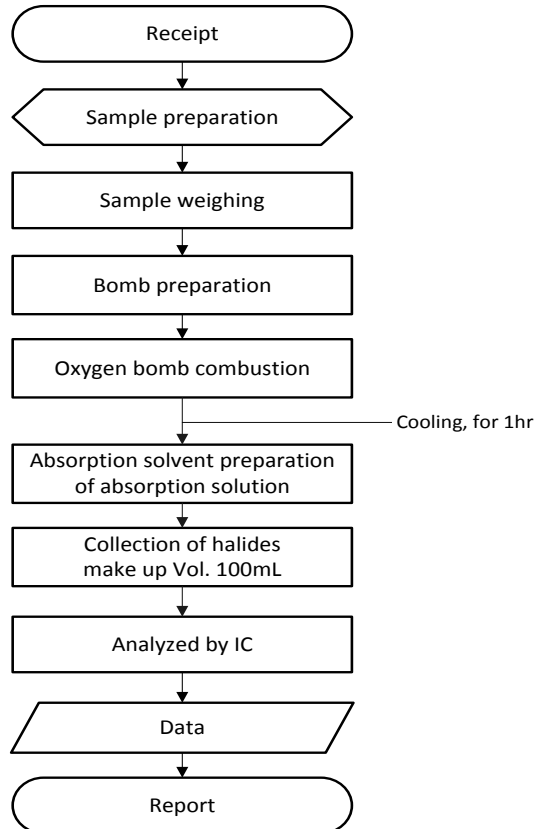 Receipt
Sample preparation
Sample weighing
Bomb preparation
Oxygen bomb combustion
Cooling, for 1hr
Absorption solvent preparation
of absorption solution
Collection of halides
make up Vol. 100mL
Analyzed by IC
Data
Report